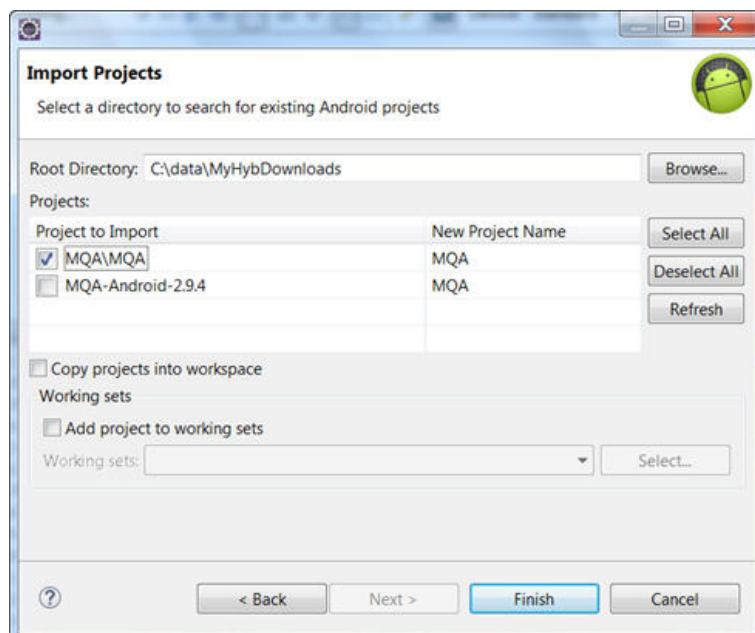 Import Projects
Select a directory to search for existing Android projects
Root Directory: C:\data\MyHybDownloads Browse...
Projects:
Project to Import New Project Name Select All
MQA\MQA MQA
Deselect All
MQA-Android-2.9.4 MQA
Refresh
Copy projects into workspace
Working sets
Add project to working sets
Working sets: Select...
? < Back Next > Finish Cancel